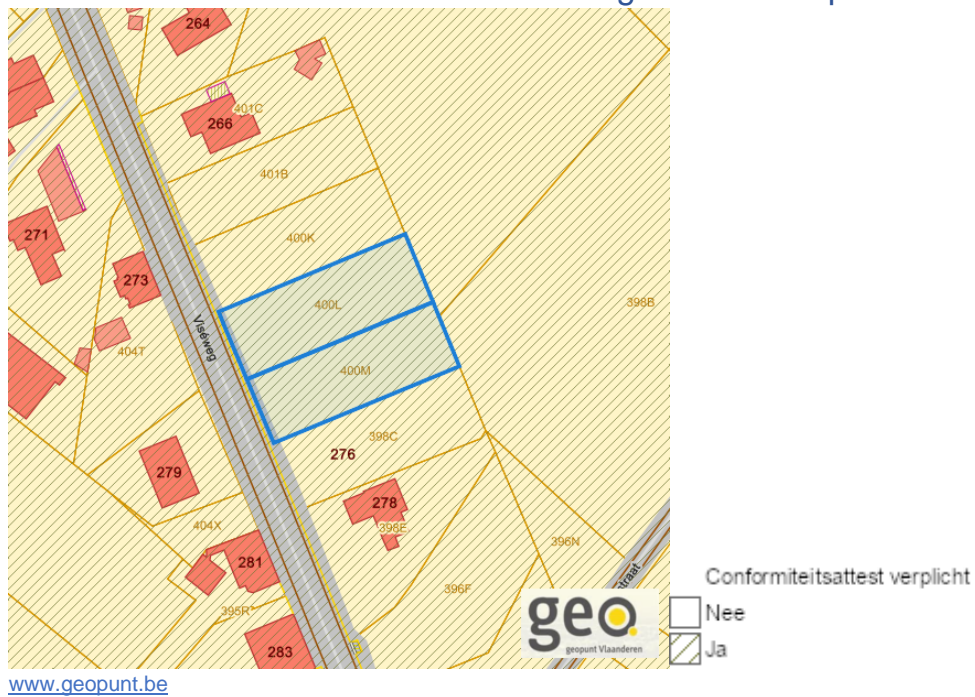 264
401C
266
401B
400K
271
273
400L
398B
Viséweg
404T
400M
398C
276
279
278
398E
404X
396N
281
396F
straat
395R
283
geo.
geopunt Vlaanderen
Conformiteitsattest verplicht
Nee
Ja
www.geopunt.be